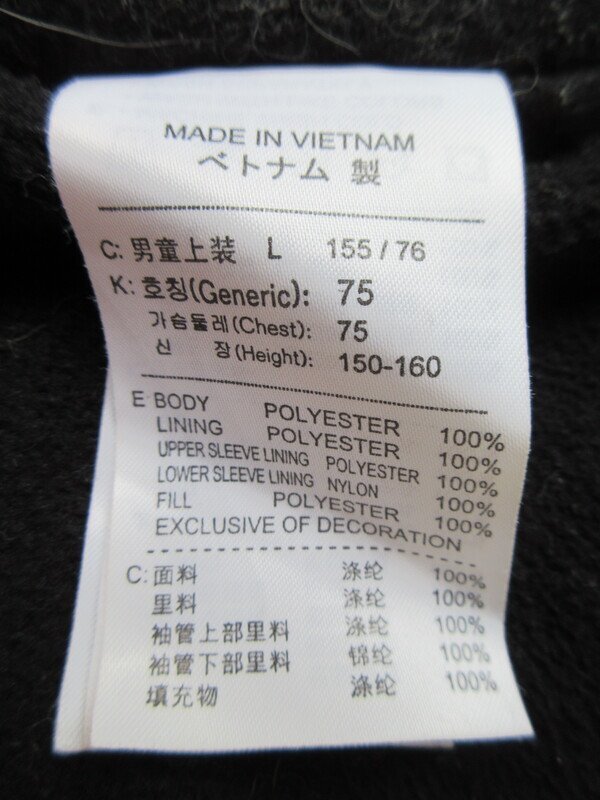 MADE IN VIETNAM
ベトナム 製
C: 男童上装 L 155 / 76
K: 호칭(Generic): 75
가슴둘레(Chest): 75
신 장(Height): 150-160
E BODY POLYESTER 100%
LINING POLYESTER 100%
UPPER SLEEVE LINING POLYESTER 100%
LOWER SLEEVE LINING NYLON 100%
FILL POLYESTER 100%
EXCLUSIVE OF DECORATION
C: 面料 涤纶 100%
里料 涤纶 100%
袖管上部里料 涤纶 100%
袖管下部里料 锦纶 100%
填充物 涤纶 100%